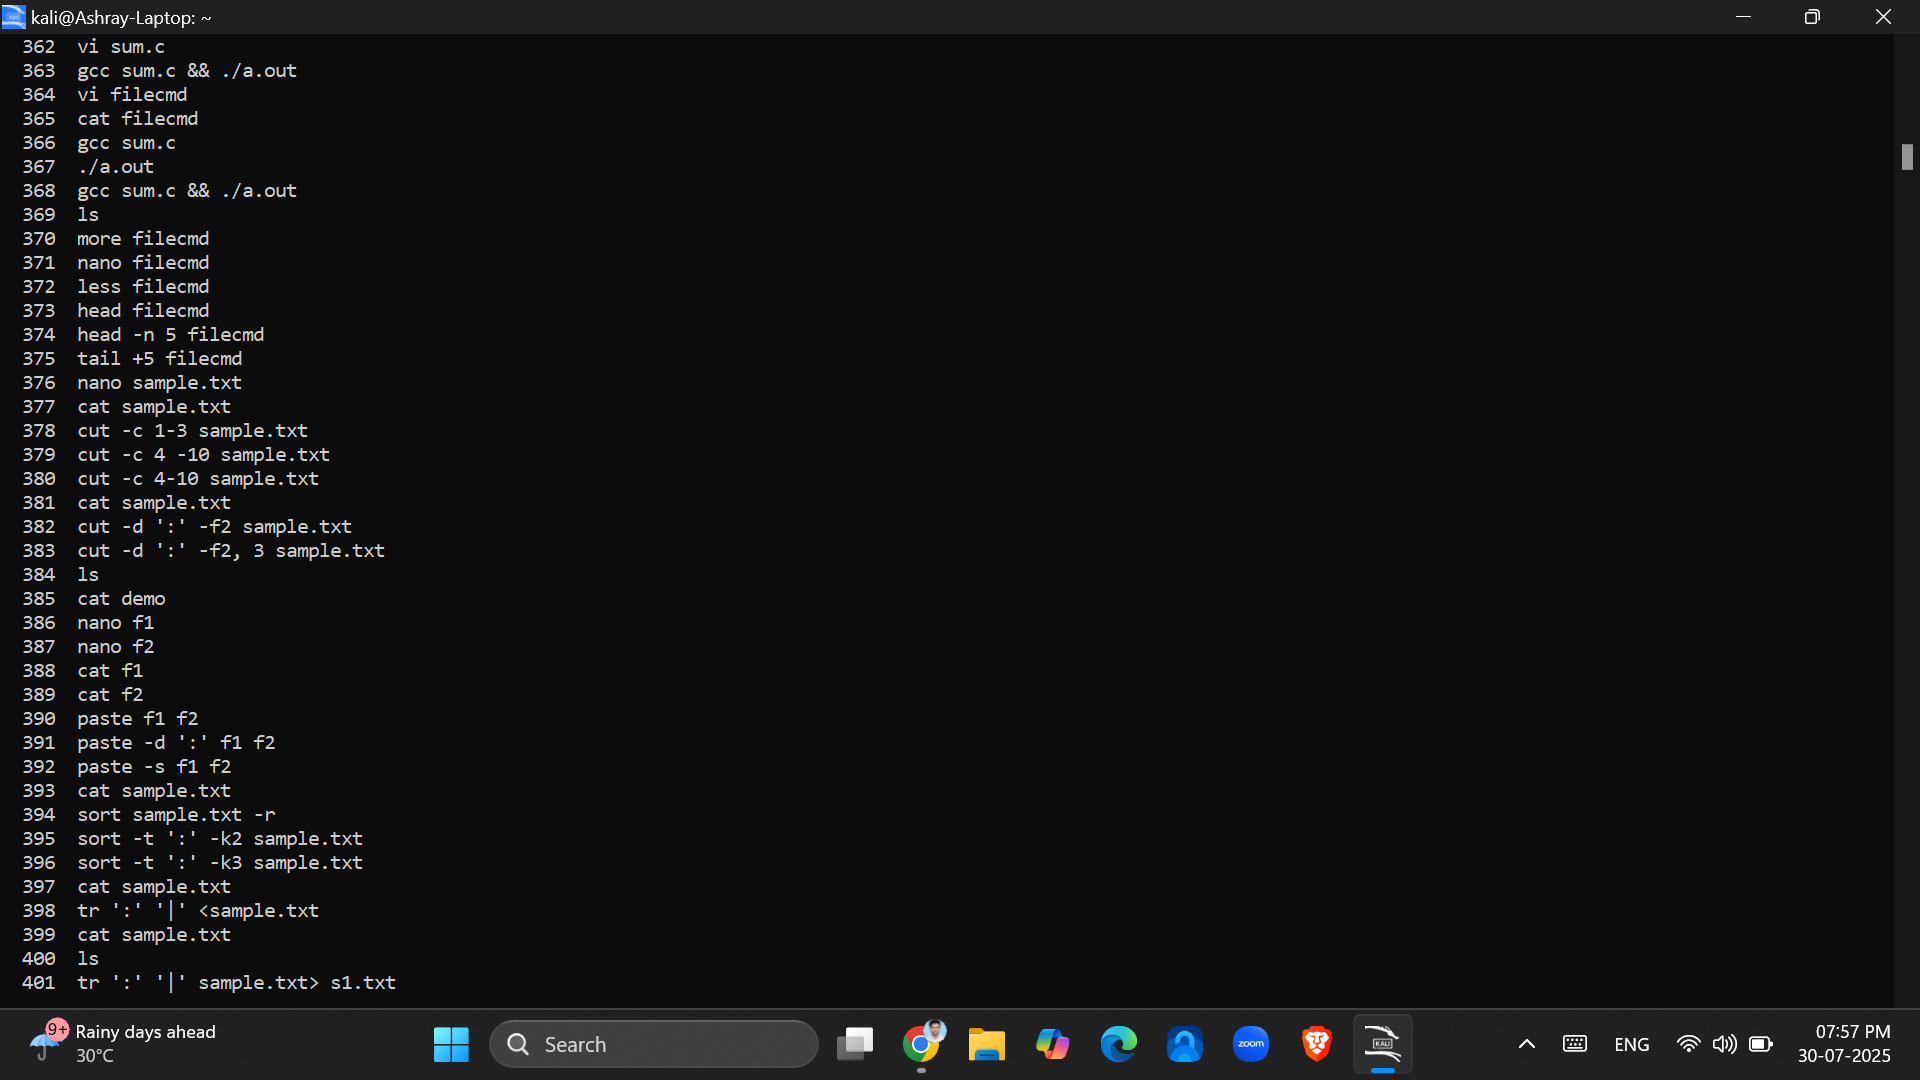 kali@Ashray-Laptop: ~
362 vi sum.c
363 gcc sum.c && ./a.out
364 vi filecmd
365 cat filecmd
366 gcc sum.c
367 ./a.out
368 gcc sum.c && ./a.out
369 ls
370 more filecmd
371 nano filecmd
372 less filecmd
373 head filecmd
374 head -n 5 filecmd
375 tail +5 filecmd
376 nano sample.txt
377 cat sample.txt
378 cut -c 1-3 sample.txt
379 cut -c 4 -10 sample.txt
380 cut -c 4-10 sample.txt
381 cat sample.txt
382 cut -d ':' -f2 sample.txt
383 cut -d ':' -f2, 3 sample.txt
384 ls
385 cat demo
386 nano f1
387 nano f2
388 cat f1
389 cat f2
390 paste f1 f2
391 paste -d ':' f1 f2
392 paste -s f1 f2
393 cat sample.txt
394 sort sample.txt -r
395 sort -t ':' -k2 sample.txt
396 sort -t ':' -k3 sample.txt
397 cat sample.txt
398 tr ':' '|' <sample.txt
399 cat sample.txt
400 ls
401 tr ':' '|' sample.txt> s1.txt
9+ Rainy days ahead
30°C
Search
zoom
KALI
ENG
07:57 PM
30-07-2025